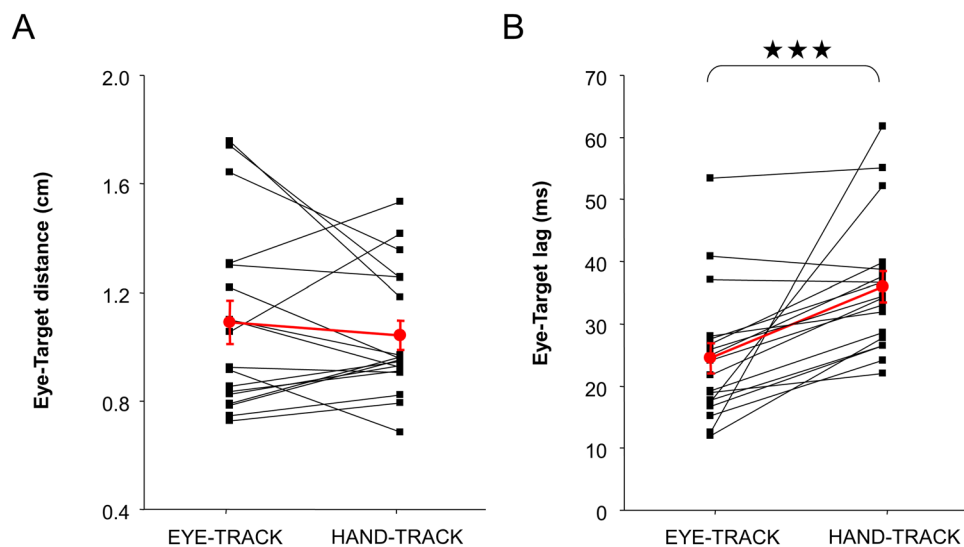 A
Eye-Target distance (cm)
2.0
1.6
1.2
0.8
0.4
EYE-TRACK HAND-TRACK
B
★★★
Eye-Target lag (ms)
70
60
50
40
30
20
10
0
EYE-TRACK HAND-TRACK